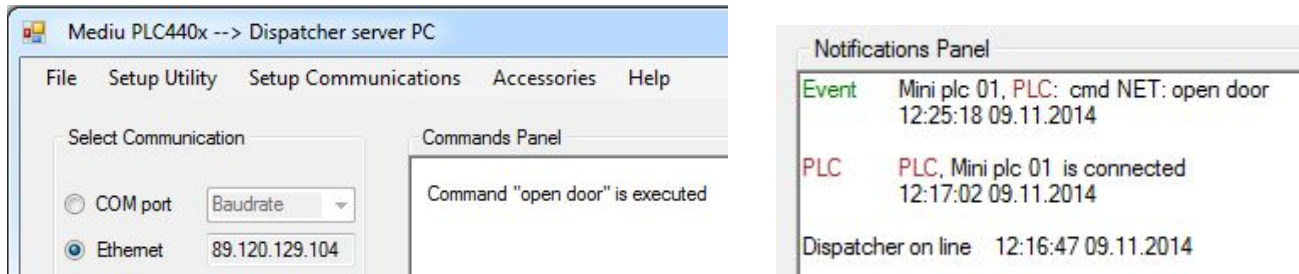 Mediu PLC440x --> Dispatcher server PC
File Setup Utility Setup Communications Accessories Help
Select Communication
COM port Baudrate
Ethernet 89.120.129.104
Commands Panel
Command "open door" is executed
Notifications Panel
Event Mini plc 01, PLC: cmd NET: open door
12:25:18 09.11.2014
PLC PLC, Mini plc 01 is connected
12:17:02 09.11.2014
Dispatcher on line 12:16:47 09.11.2014